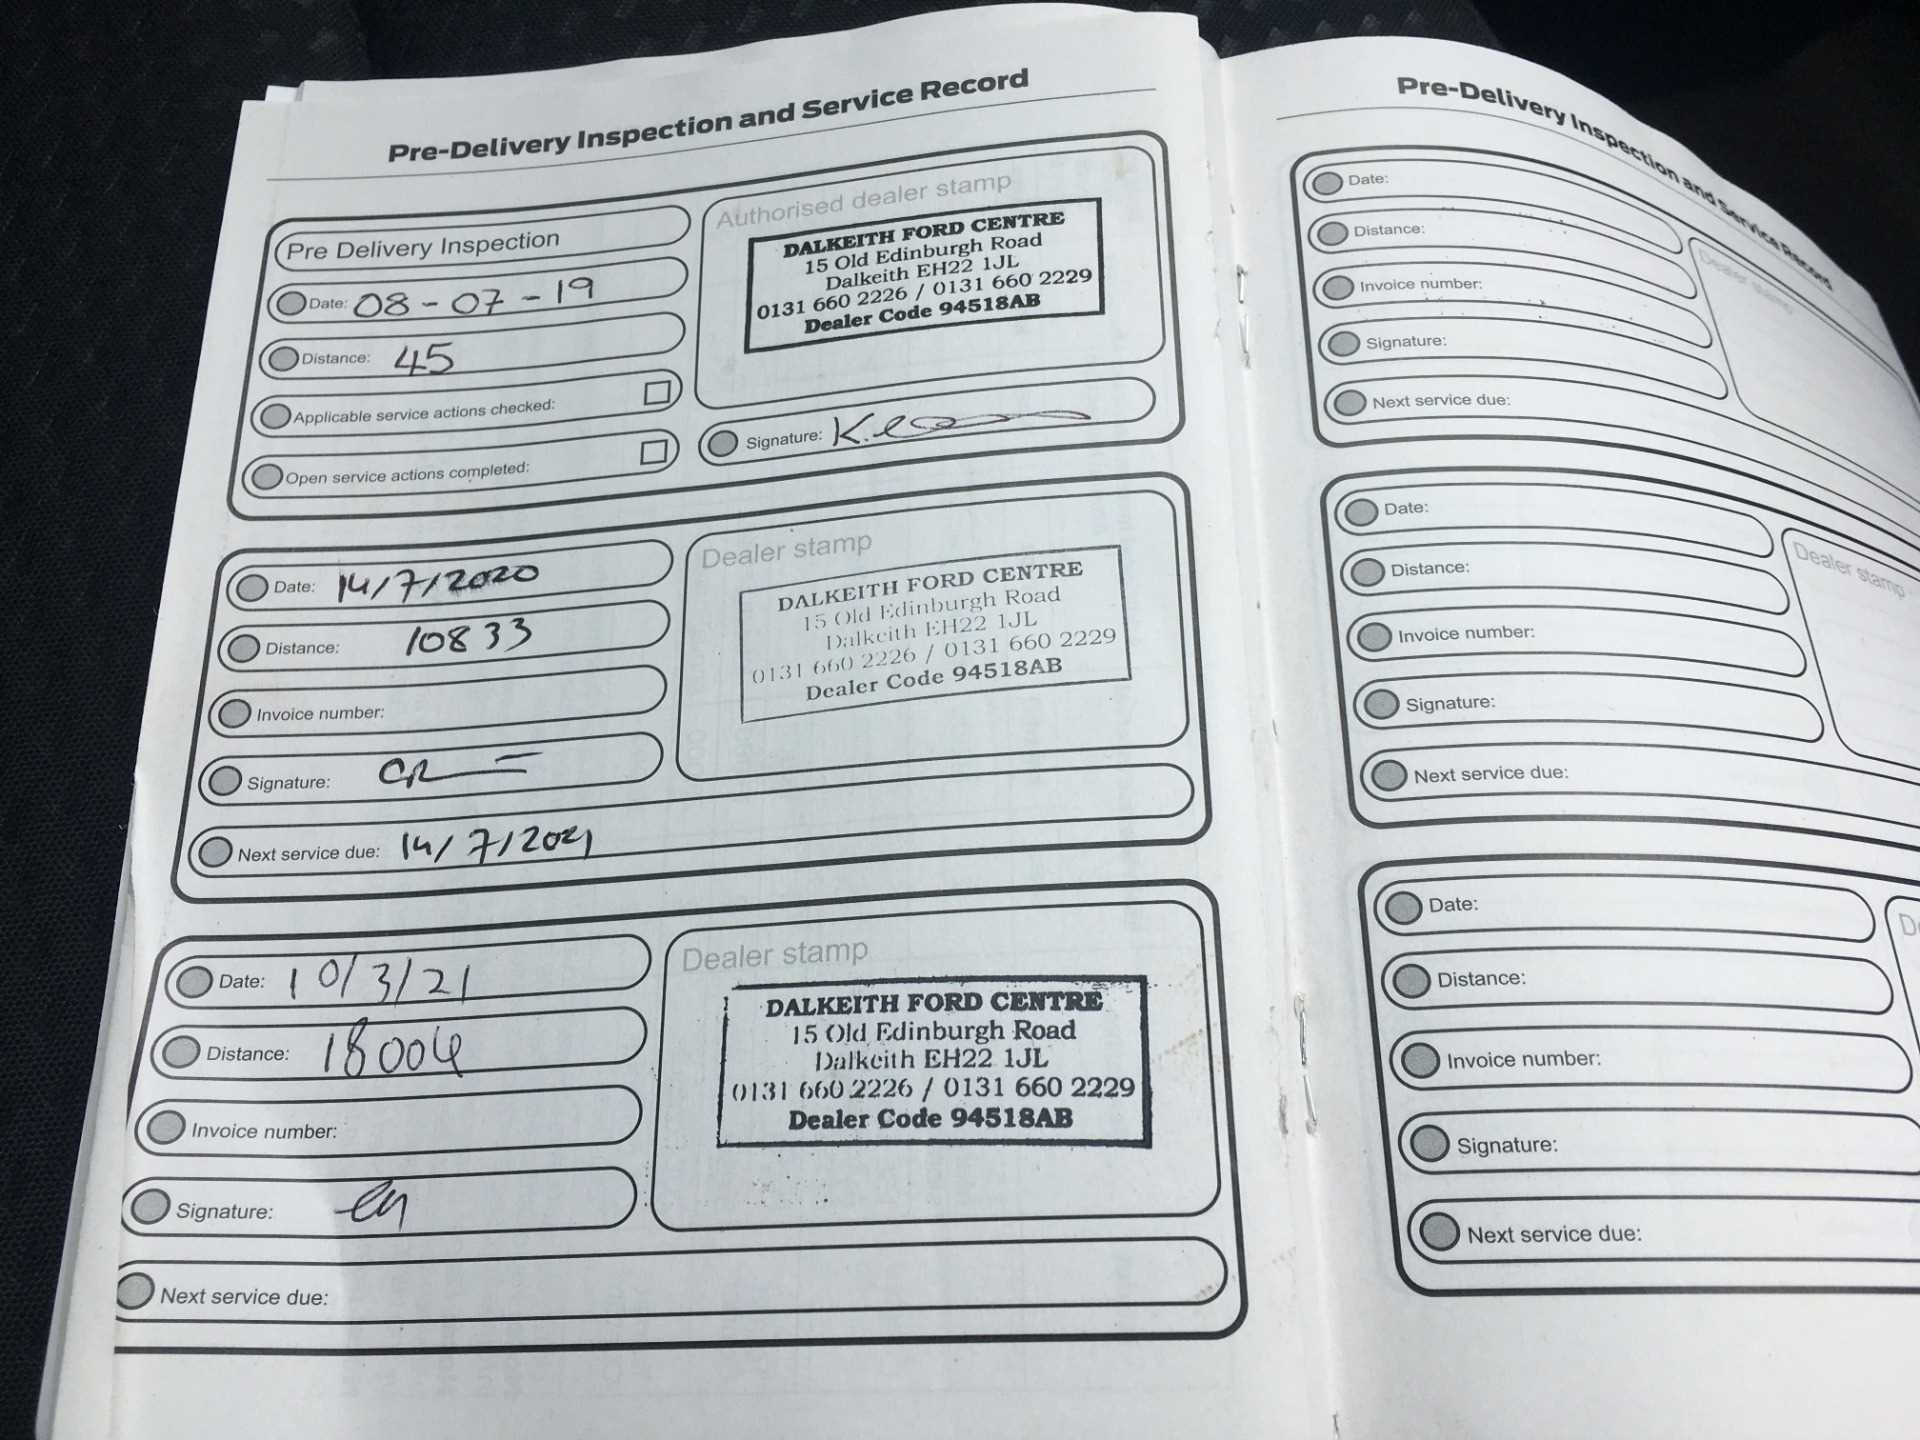 Pre-Delivery Inspection and Service Record
Pre Delivery Inspection
Date: 08-07-19
Distance: 45
Applicable service actions checked:
Open service actions completed:
Authorised dealer stamp
DALKEITH FORD CENTRE
15 Old Edinburgh Road
Dalkeith EH22 1JL
0131 660 2226 / 0131 660 2229
Dealer Code 94518AB
Signature:
Date: 14/7/2020
Distance: 10833
Invoice number:
Signature:
Dealer stamp
DALKEITH FORD CENTRE
15 Old Edinburgh Road
Dalkeith EH22 1JL
0131 660 2226 / 0131 660 2229
Dealer Code 94518AB
Next service due: 14/7/2021
Date: 10/3/21
Distance: 18004
Invoice number:
Signature:
Dealer stamp
DALKEITH FORD CENTRE
15 Old Edinburgh Road
Dalkeith EH22 1JL
0131 660 2226 / 0131 660 2229
Dealer Code 94518AB
Next service due:
Pre-Delivery Inspection and Service Record
Date:
Distance:
Invoice number:
Signature:
Next service due:
Dealer stamp
Date:
Distance:
Invoice number:
Signature:
Next service due:
Dealer stamp
Date:
Distance:
Invoice number:
Signature:
Next service due: